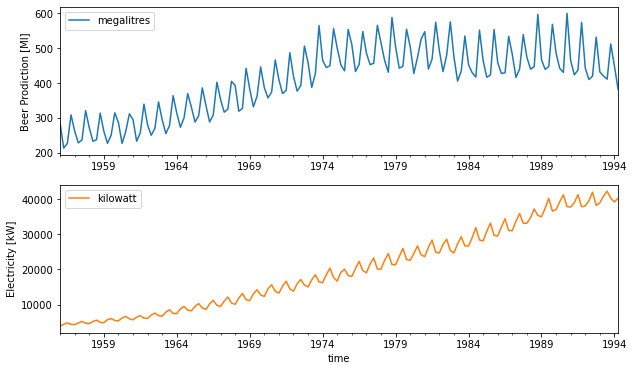 600
500
400
300
200
Beer Prodiction [Ml]
megalitres
1959 1964 1969 1974 1979 1984 1989 1994
40000
30000
20000
10000
Electricity [kW]
kilowatt
1959 1964 1969 1974 1979 1984 1989 1994
time